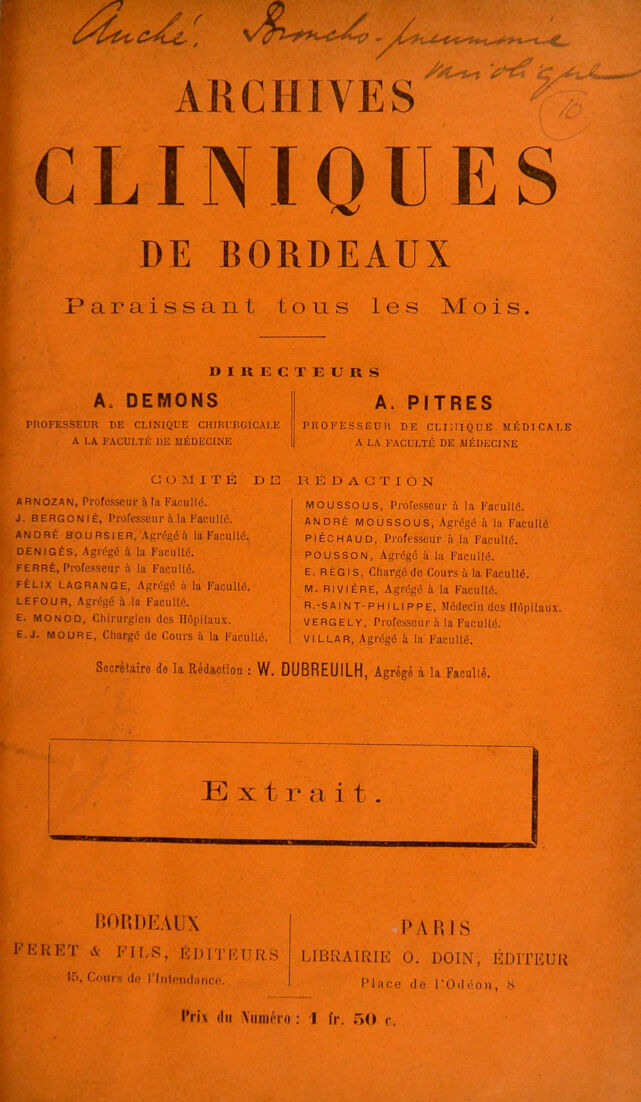 Auché. Broncho-pneumonie
variolique
10
ARCHIVES
CLINIQUES
DE BORDEAUX
Paraissant tous les Mois.
DIRECTEURS
A. DEMONS
PROFESSEUR DE CLINIQUE CHIRURGICALE
A LA FACULTÉ DE MÉDECINE
A. PITRES
PROFESSEUR DE CLINIQUE MÉDICALE
A LA FACULTÉ DE MÉDECINE
COMITÉ DE RÉDACTION
ARNOZAN, Professeur à la Faculté.
J. BERGONIÉ, Professeur à la Faculté.
ANDRÉ BOURSIER, Agrégé à la Faculté.
DENIGÉS, Agrégé à la Faculté.
FERRÉ, Professeur à la Faculté.
FÉLIX LAGRANGE, Agrégé à la Faculté.
LEFOUR, Agrégé à la Faculté.
E. MONOD, Chirurgien des Hôpitaux.
E.J. MOURE, Chargé de Cours à la Faculté.
MOUSSOUS, Professeur à la Faculté.
ANDRÉ MOUSSOUS, Agrégé à la Faculté
PIÉCHAUD, Professeur à la Faculté.
POUSSON, Agrégé à la Faculté.
E. RÉGIS, Chargé de Cours à la Faculté.
M. RIVIÈRE, Agrégé à la Faculté.
R.-SAINT-PHILIPPE, Médecin des Hôpitaux.
VERGELY, Professeur à la Faculté.
VILLAR, Agrégé à la Faculté.
Secrétaire de la Rédaction : W. DUBREUILH, Agrégé à la Faculté.
Extrait.
BORDEAUX
FERET & FILS, ÉDITEURS
15, Cours de l'Intendance.
PARIS
LIBRAIRIE O. DOIN, ÉDITEUR
Place de l'Odéon, 8
Prix du Numéro : 1 fr. 50 c.